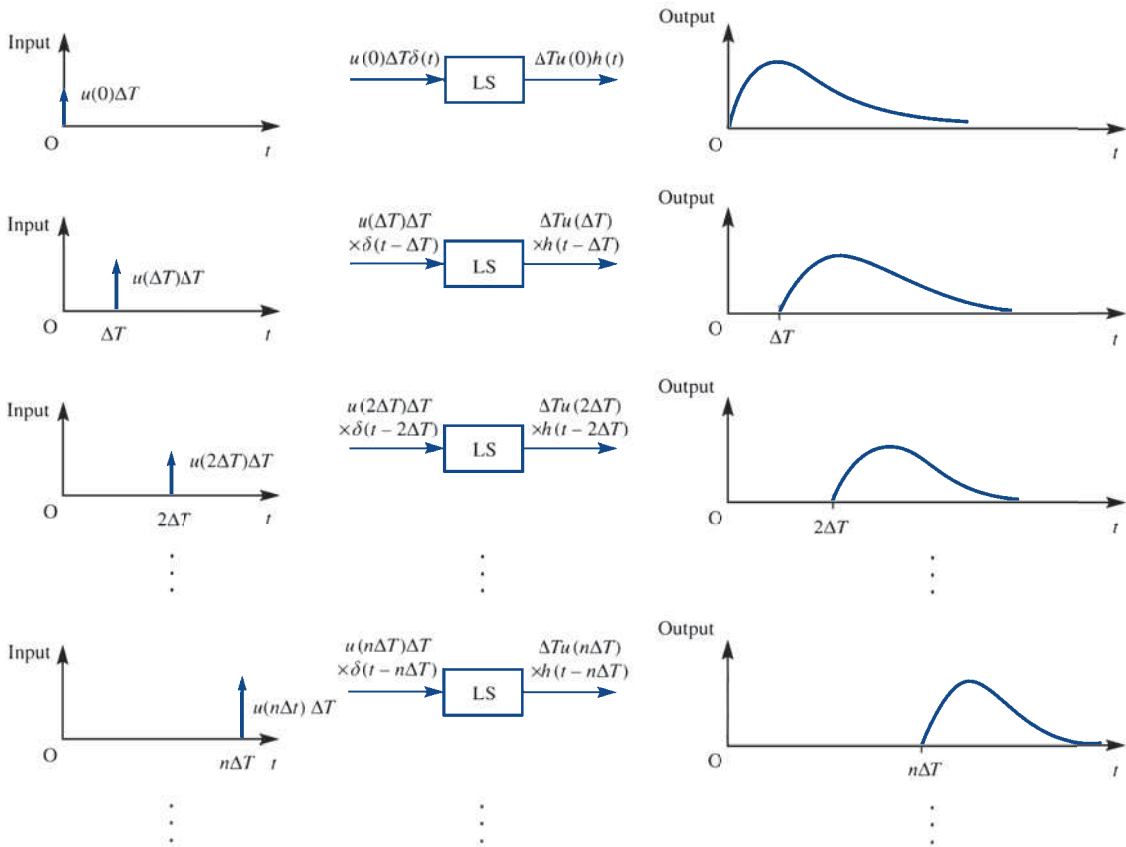 Input
u(0)ΔT
O
t
u(0)ΔTδ(t)
LS
ΔTu(0)h(t)
Output
O
t
Input
u(ΔT)ΔT
O
ΔT
t
u(ΔT)ΔT
×δ(t − ΔT)
LS
ΔTu(ΔT)
×h(t − ΔT)
Output
O
ΔT
t
Input
u(2ΔT)ΔT
O
2ΔT
t
u(2ΔT)ΔT
×δ(t − 2ΔT)
LS
ΔTu(2ΔT)
×h(t − 2ΔT)
Output
O
2ΔT
t
Input
u(nΔt) ΔT
O
nΔT
t
u(nΔT)ΔT
×δ(t − nΔT)
LS
ΔTu(nΔT)
×h(t − nΔT)
Output
O
nΔT
t